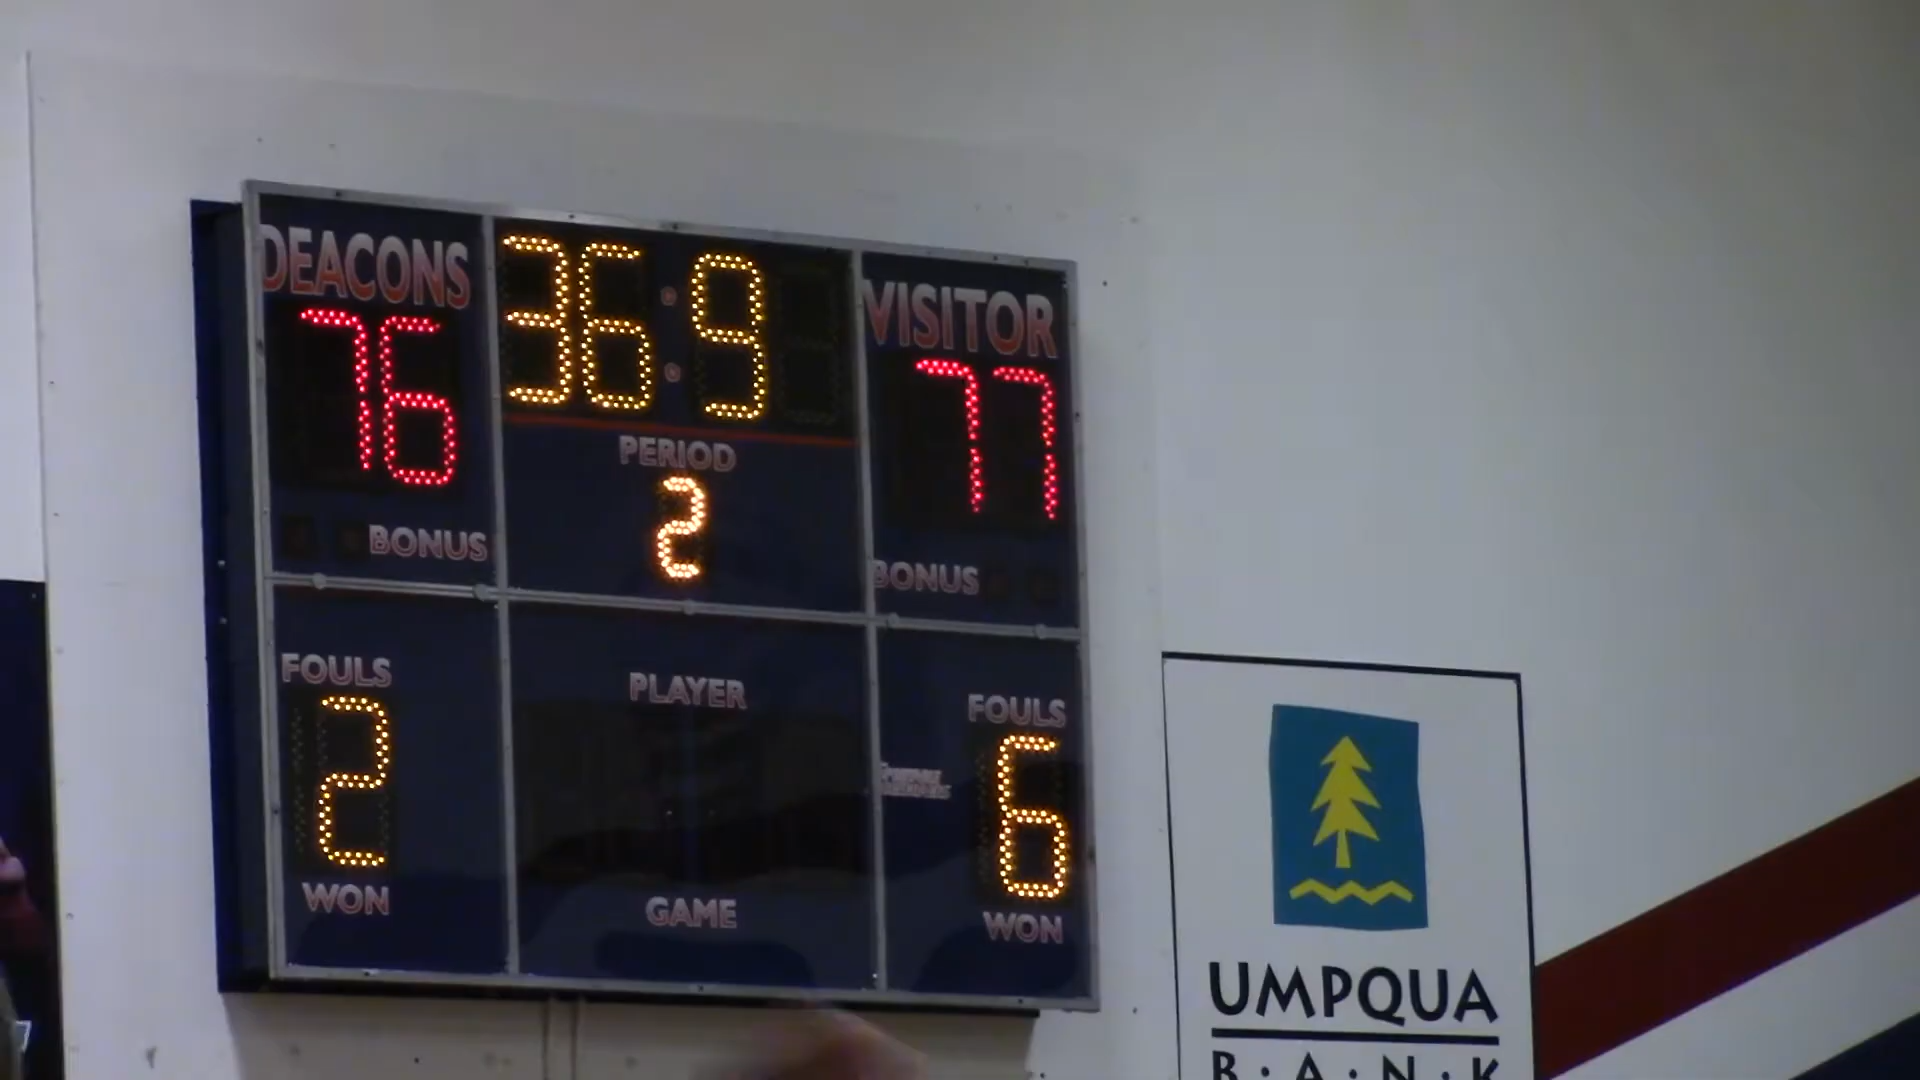 DEACONS 36:9 VISITOR
76 77
PERIOD
2
BONUS BONUS
FOULS PLAYER FOULS
2 6
WON GAME WON
UMPQUA
B·A·N·K